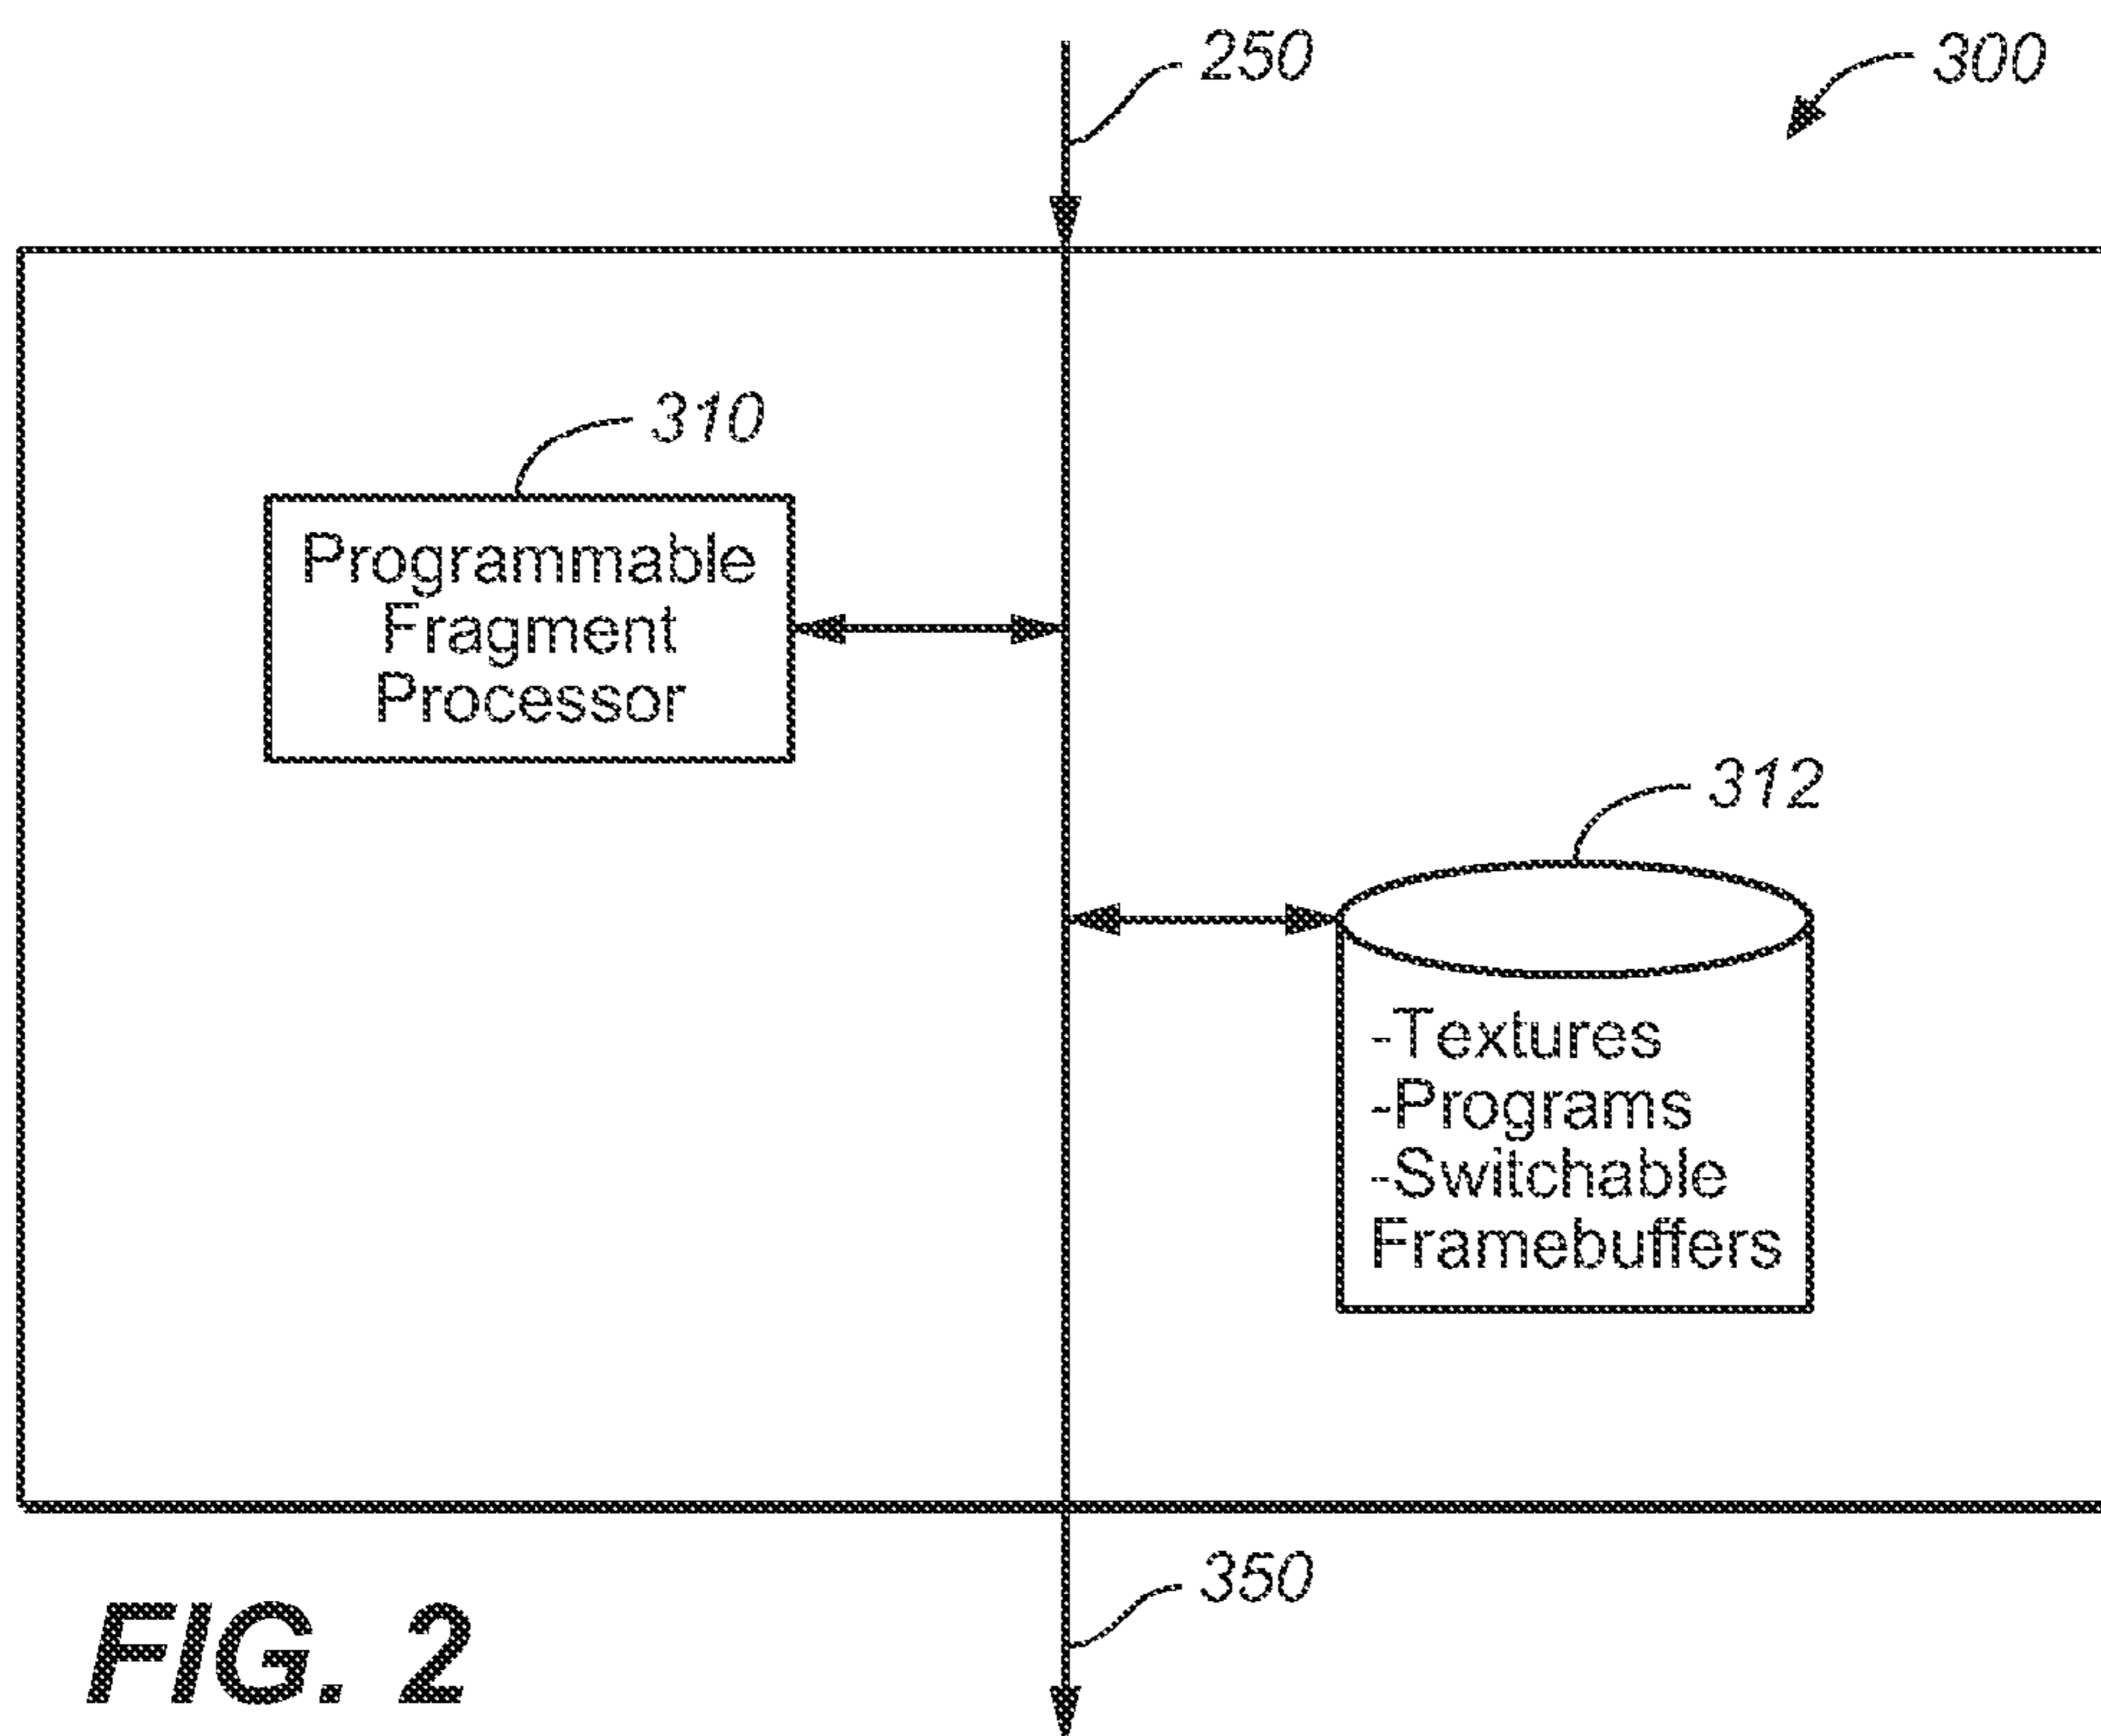 250
300
310
Programmable
Fragment
Processor
312
-Textures
-Programs
-Switchable
Framebuffers
350
FIG. 2